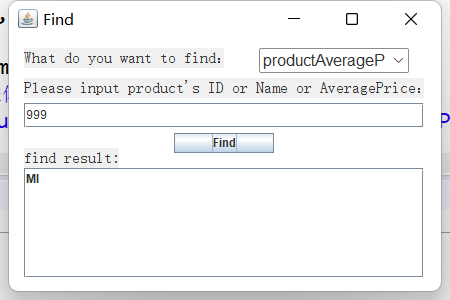 Find
What do you want to find: productAverageP
Please input product's ID or Name or AveragePrice:
999
Find
find result:
MI